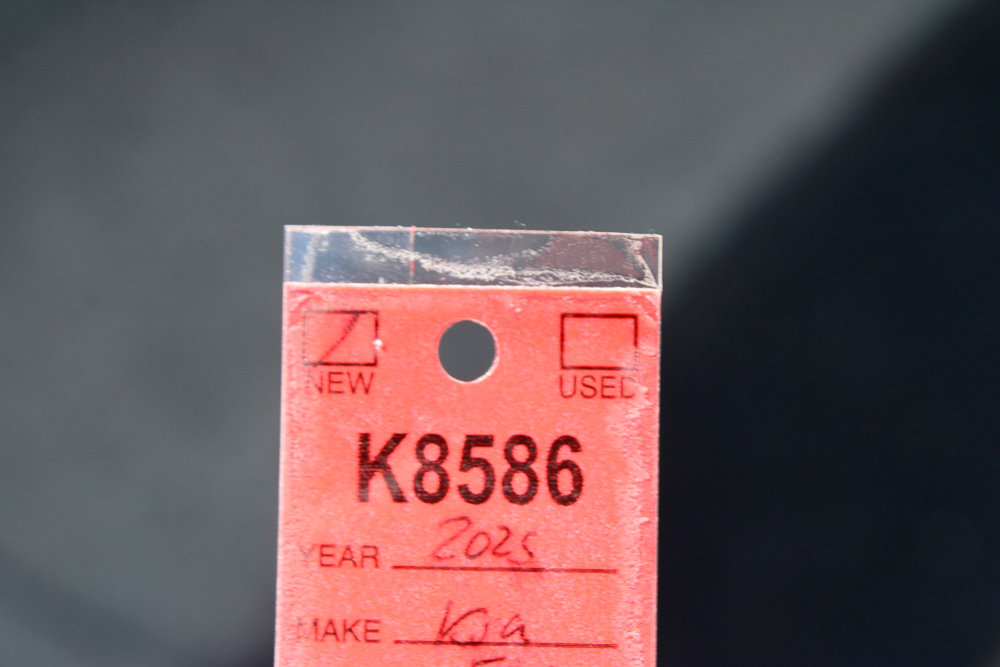 NEW USED
K8586
YEAR 2025
MAKE Kia